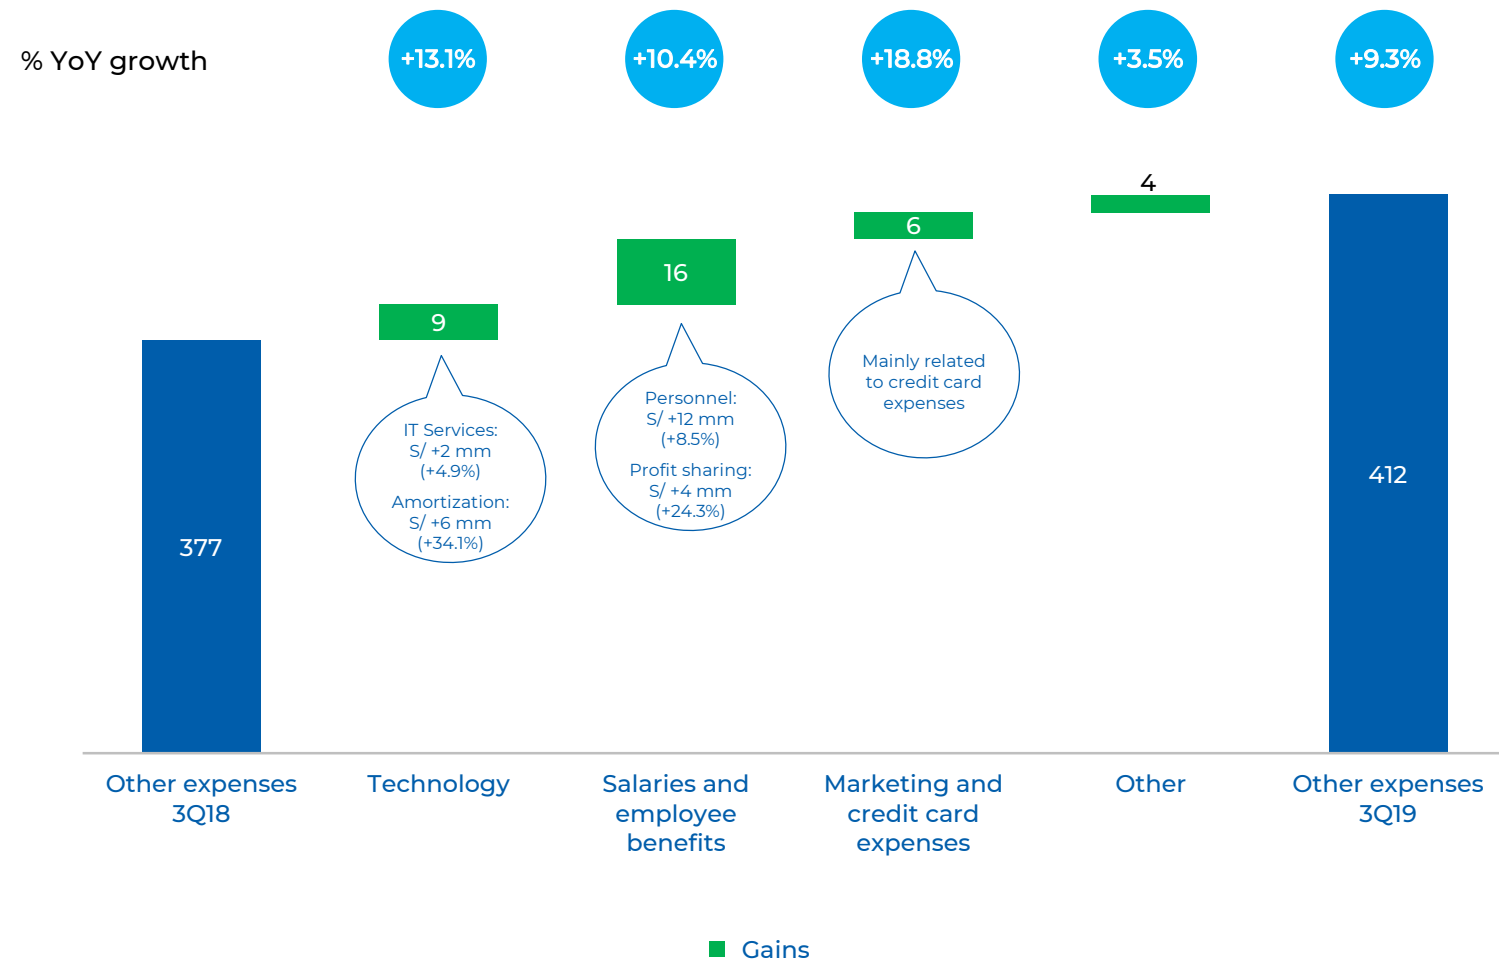 % YoY growth
+13.1%
+10.4%
+18.8%
+3.5%
+9.3%
377
9
16
6
4
412
IT Services:
S/ +2 mm
(+4.9%)
Amortization:
S/ +6 mm
(+34.1%)
Personnel:
S/ +12 mm
(+8.5%)
Profit sharing:
S/ +4 mm
(+24.3%)
Mainly related
to credit card
expenses
Other expenses
3Q18
Technology
Salaries and
employee
benefits
Marketing and
credit card
expenses
Other
Other expenses
3Q19
Gains